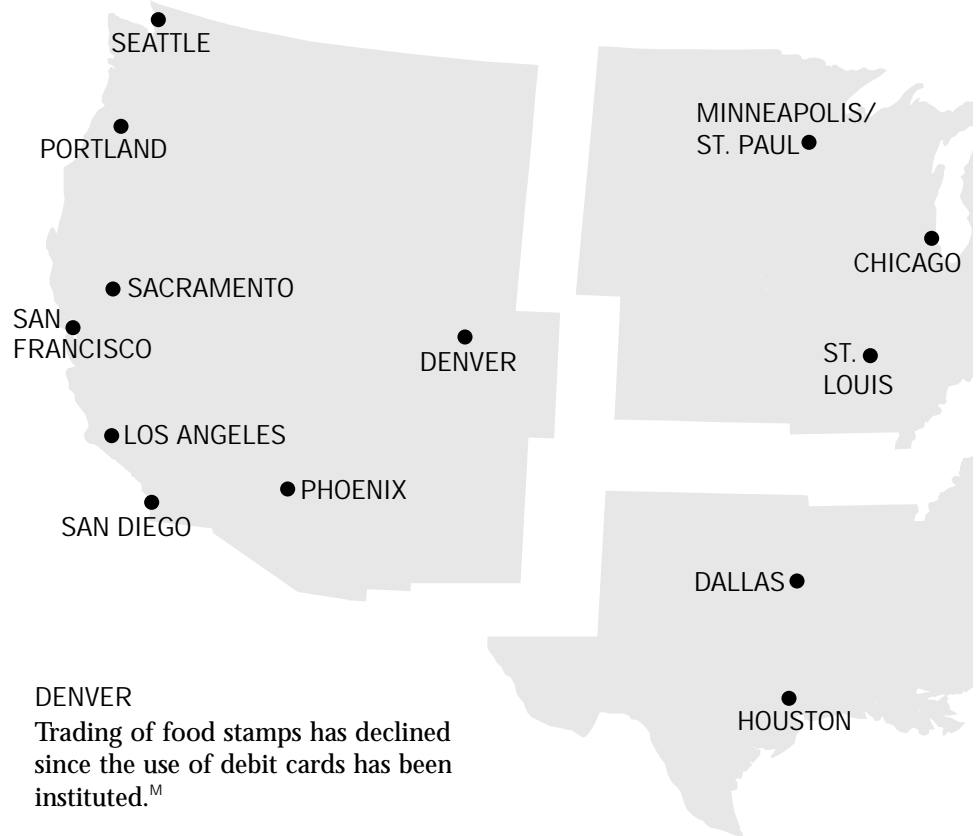 SEATTLE
PORTLAND
SACRAMENTO
SAN
FRANCISCO
DENVER
LOS ANGELES
PHOENIX
SAN DIEGO
MINNEAPOLIS/
ST. PAUL
CHICAGO
ST.
LOUIS
DALLAS
HOUSTON
DENVER
Trading of food stamps has declined
since the use of debit cards has been
instituted.ᴹ